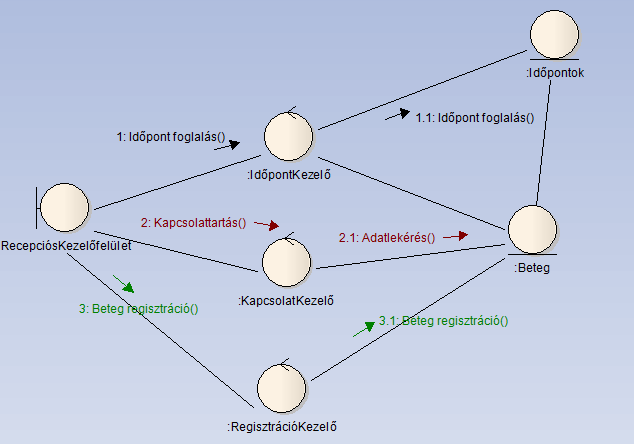 :Időpontok
1.1: Időpont foglalás()
1: Időpont foglalás()
:IdőpontKezelő
2: Kapcsolattartás()
2.1: Adatlekérés()
RecepciósKezelőfelület
:Beteg
:KapcsolatKezelő
3: Beteg regisztráció()
3.1: Beteg regisztráció()
:RegisztrációKezelő